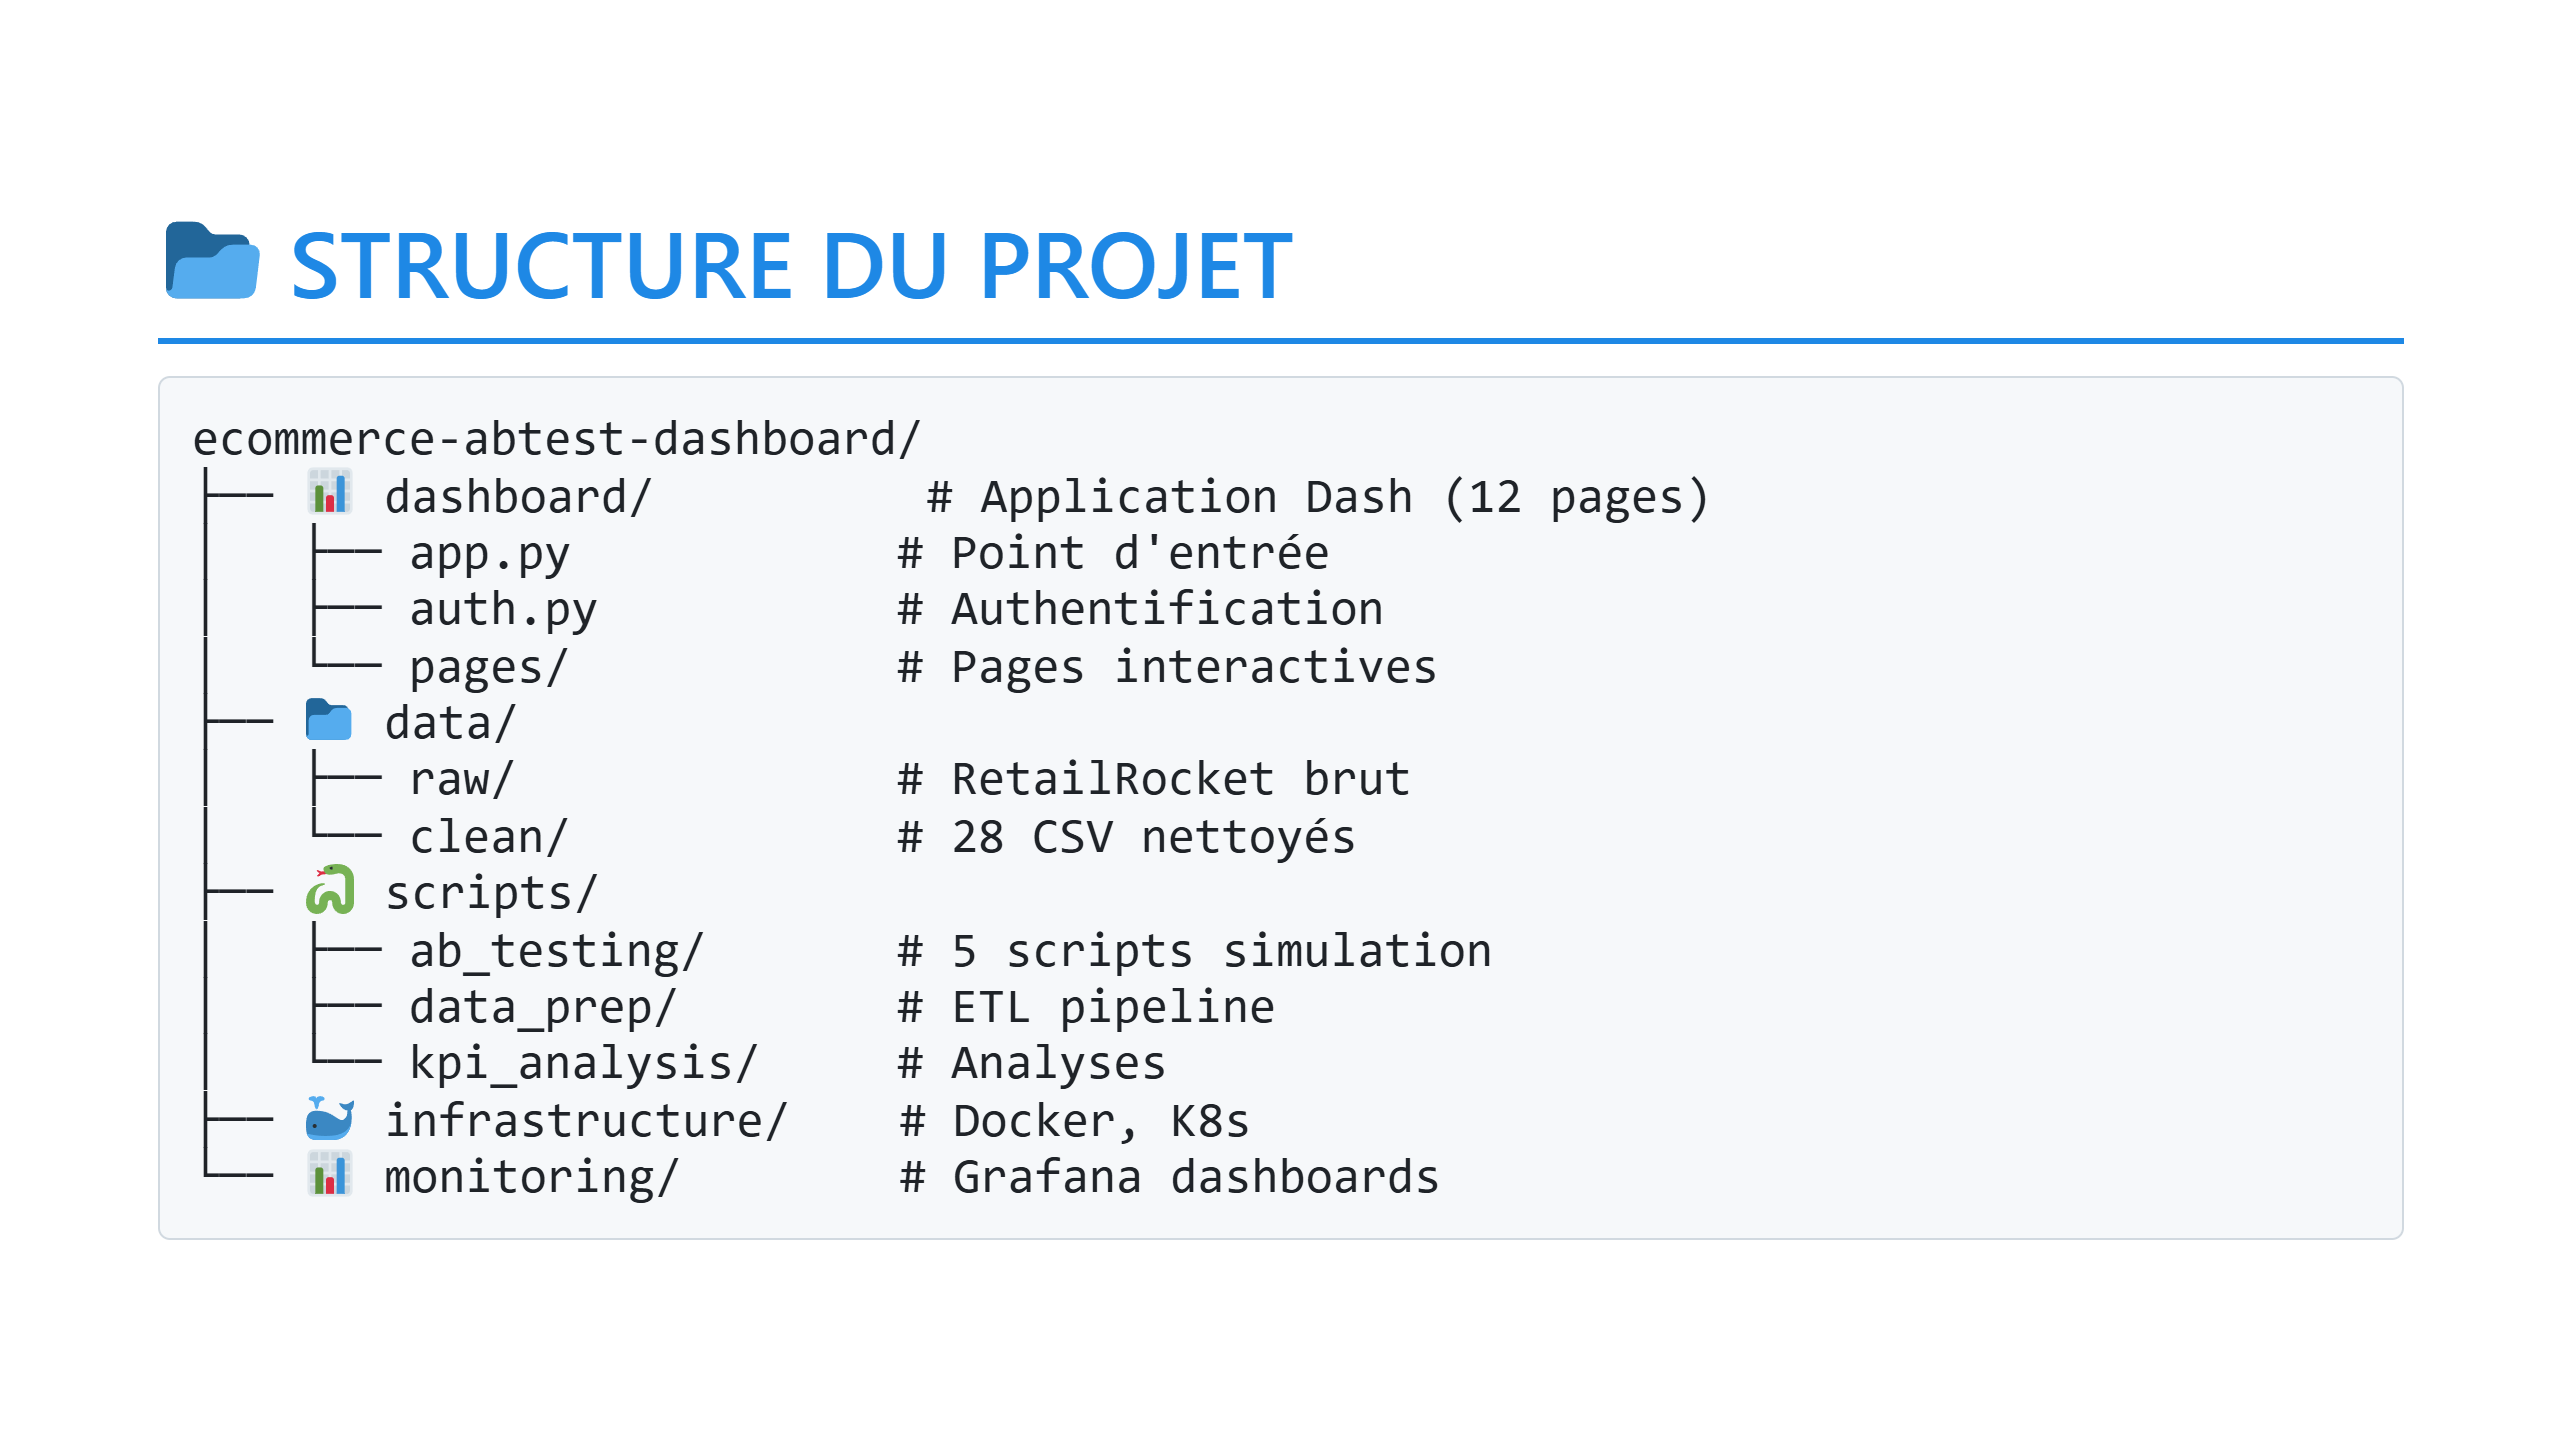 📂 STRUCTURE DU PROJET
ecommerce-abtest-dashboard/
├── 📊 dashboard/          # Application Dash (12 pages)
│   ├── app.py            # Point d'entrée
│   ├── auth.py           # Authentification
│   └── pages/            # Pages interactives
├── 📁 data/
│   ├── raw/              # RetailRocket brut
│   └── clean/            # 28 CSV nettoyés
├── 🐍 scripts/
│   ├── ab_testing/       # 5 scripts simulation
│   ├── data_prep/        # ETL pipeline
│   └── kpi_analysis/     # Analyses
├── 🐳 infrastructure/    # Docker, K8s
└── 📊 monitoring/        # Grafana dashboards